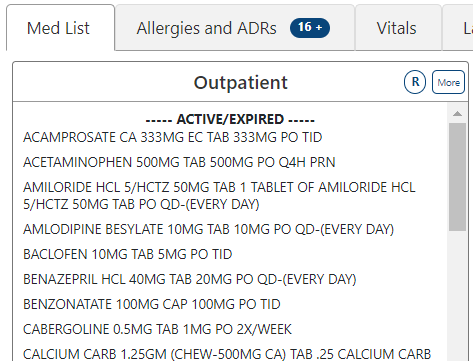 Med List
Allergies and ADRs
16 +
Vitals
Outpatient
R
More
----- ACTIVE/EXPIRED -----
ACAMPROSATE CA 333MG EC TAB 333MG PO TID
ACETAMINOPHEN 500MG TAB 500MG PO Q4H PRN
AMILORIDE HCL 5/HCTZ 50MG TAB 1 TABLET OF AMILORIDE HCL
5/HCTZ 50MG TAB PO QD-(EVERY DAY)
AMLODIPINE BESYLATE 10MG TAB 10MG PO QD-(EVERY DAY)
BACLOFEN 10MG TAB 5MG PO TID
BENAZEPRIL HCL 40MG TAB 20MG PO QD-(EVERY DAY)
BENZONATATE 100MG CAP 100MG PO TID
CABERGOLINE 0.5MG TAB 1MG PO 2X/WEEK
CALCIUM CARB 1.25GM (CHEW-500MG CA) TAB .25 CALCIUM CARB